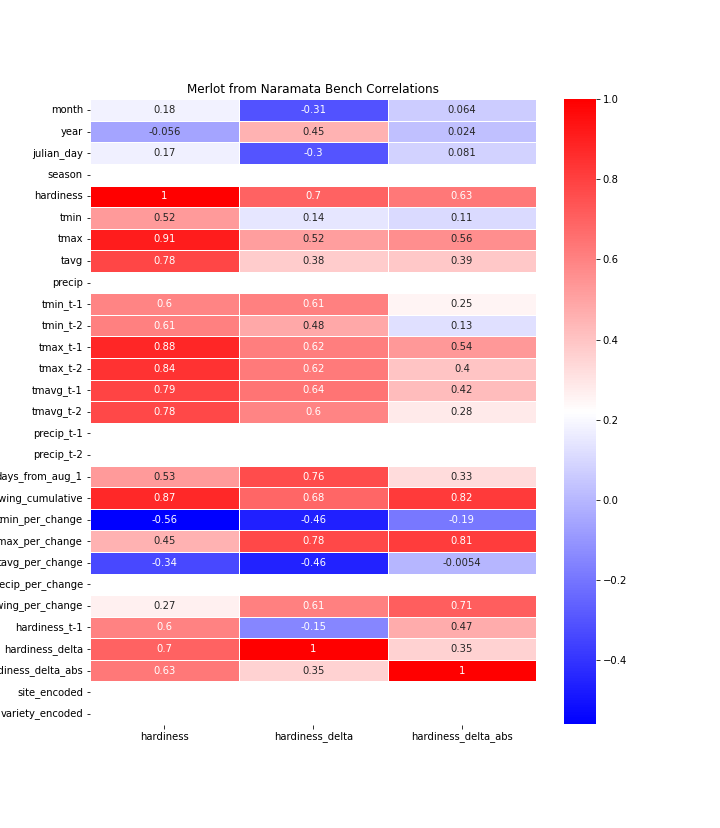 Merlot from Naramata Bench Correlations
month 0.18 -0.31 0.064
year -0.056 0.45 0.024
julian_day 0.17 -0.3 0.081
season
hardiness 1 0.7 0.63
tmin 0.52 0.14 0.11
tmax 0.91 0.52 0.56
tavg 0.78 0.38 0.39
precip
tmin_t-1 0.6 0.61 0.25
tmin_t-2 0.61 0.48 0.13
tmax_t-1 0.88 0.62 0.54
tmax_t-2 0.84 0.62 0.4
tmavg_t-1 0.79 0.64 0.42
tmavg_t-2 0.78 0.6 0.28
precip_t-1
precip_t-2
days_from_aug_1 0.53 0.76 0.33
wing_cumulative 0.87 0.68 0.82
tmin_per_change -0.56 -0.46 -0.19
max_per_change 0.45 0.78 0.81
tavg_per_change -0.34 -0.46 -0.0054
ecip_per_change
wing_per_change 0.27 0.61 0.71
hardiness_t-1 0.6 -0.15 0.47
hardiness_delta 0.7 1 0.35
diness_delta_abs 0.63 0.35 1
site_encoded
variety_encoded
hardiness hardiness_delta hardiness_delta_abs
1.0
0.8
0.6
0.4
0.2
0.0
−0.2
−0.4